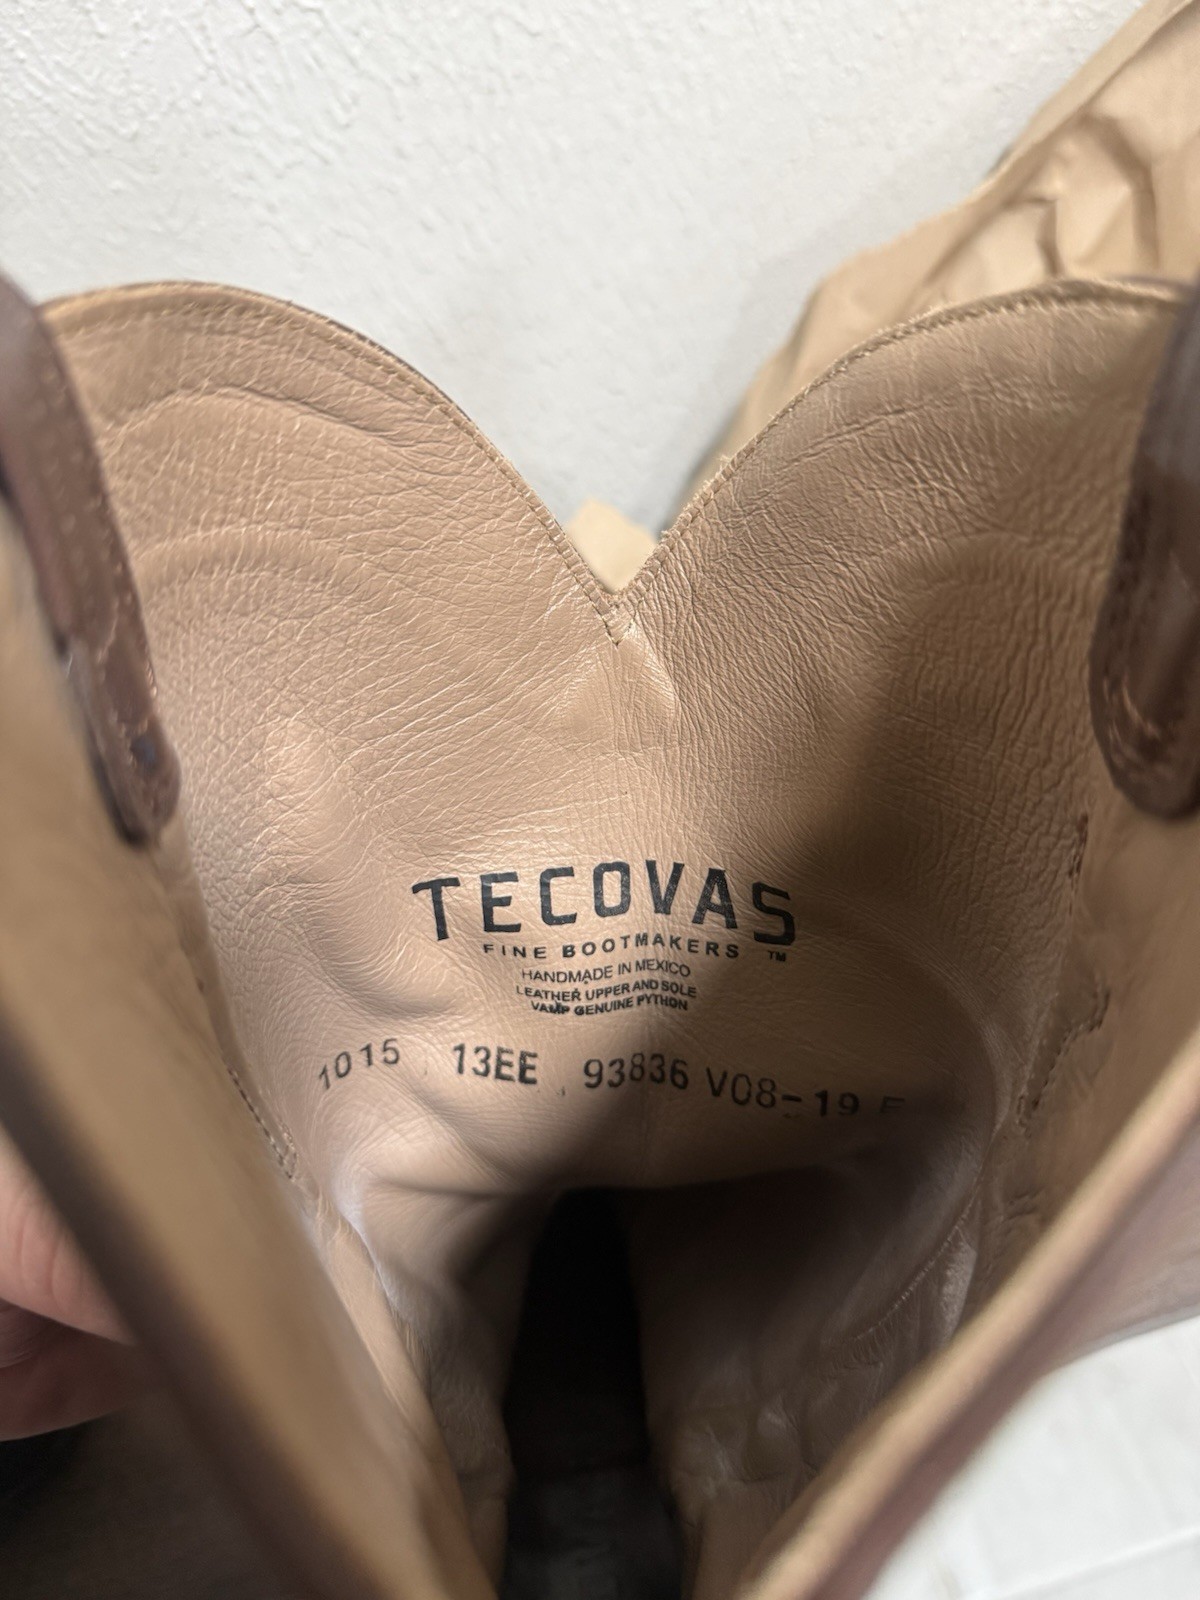 TECOVAS
FINE BOOTMAKERS ™
HANDMADE IN MEXICO
LEATHER UPPER AND SOLE
VAMP GENUINE PYTHON
1015 13EE 93836 V08-19 E